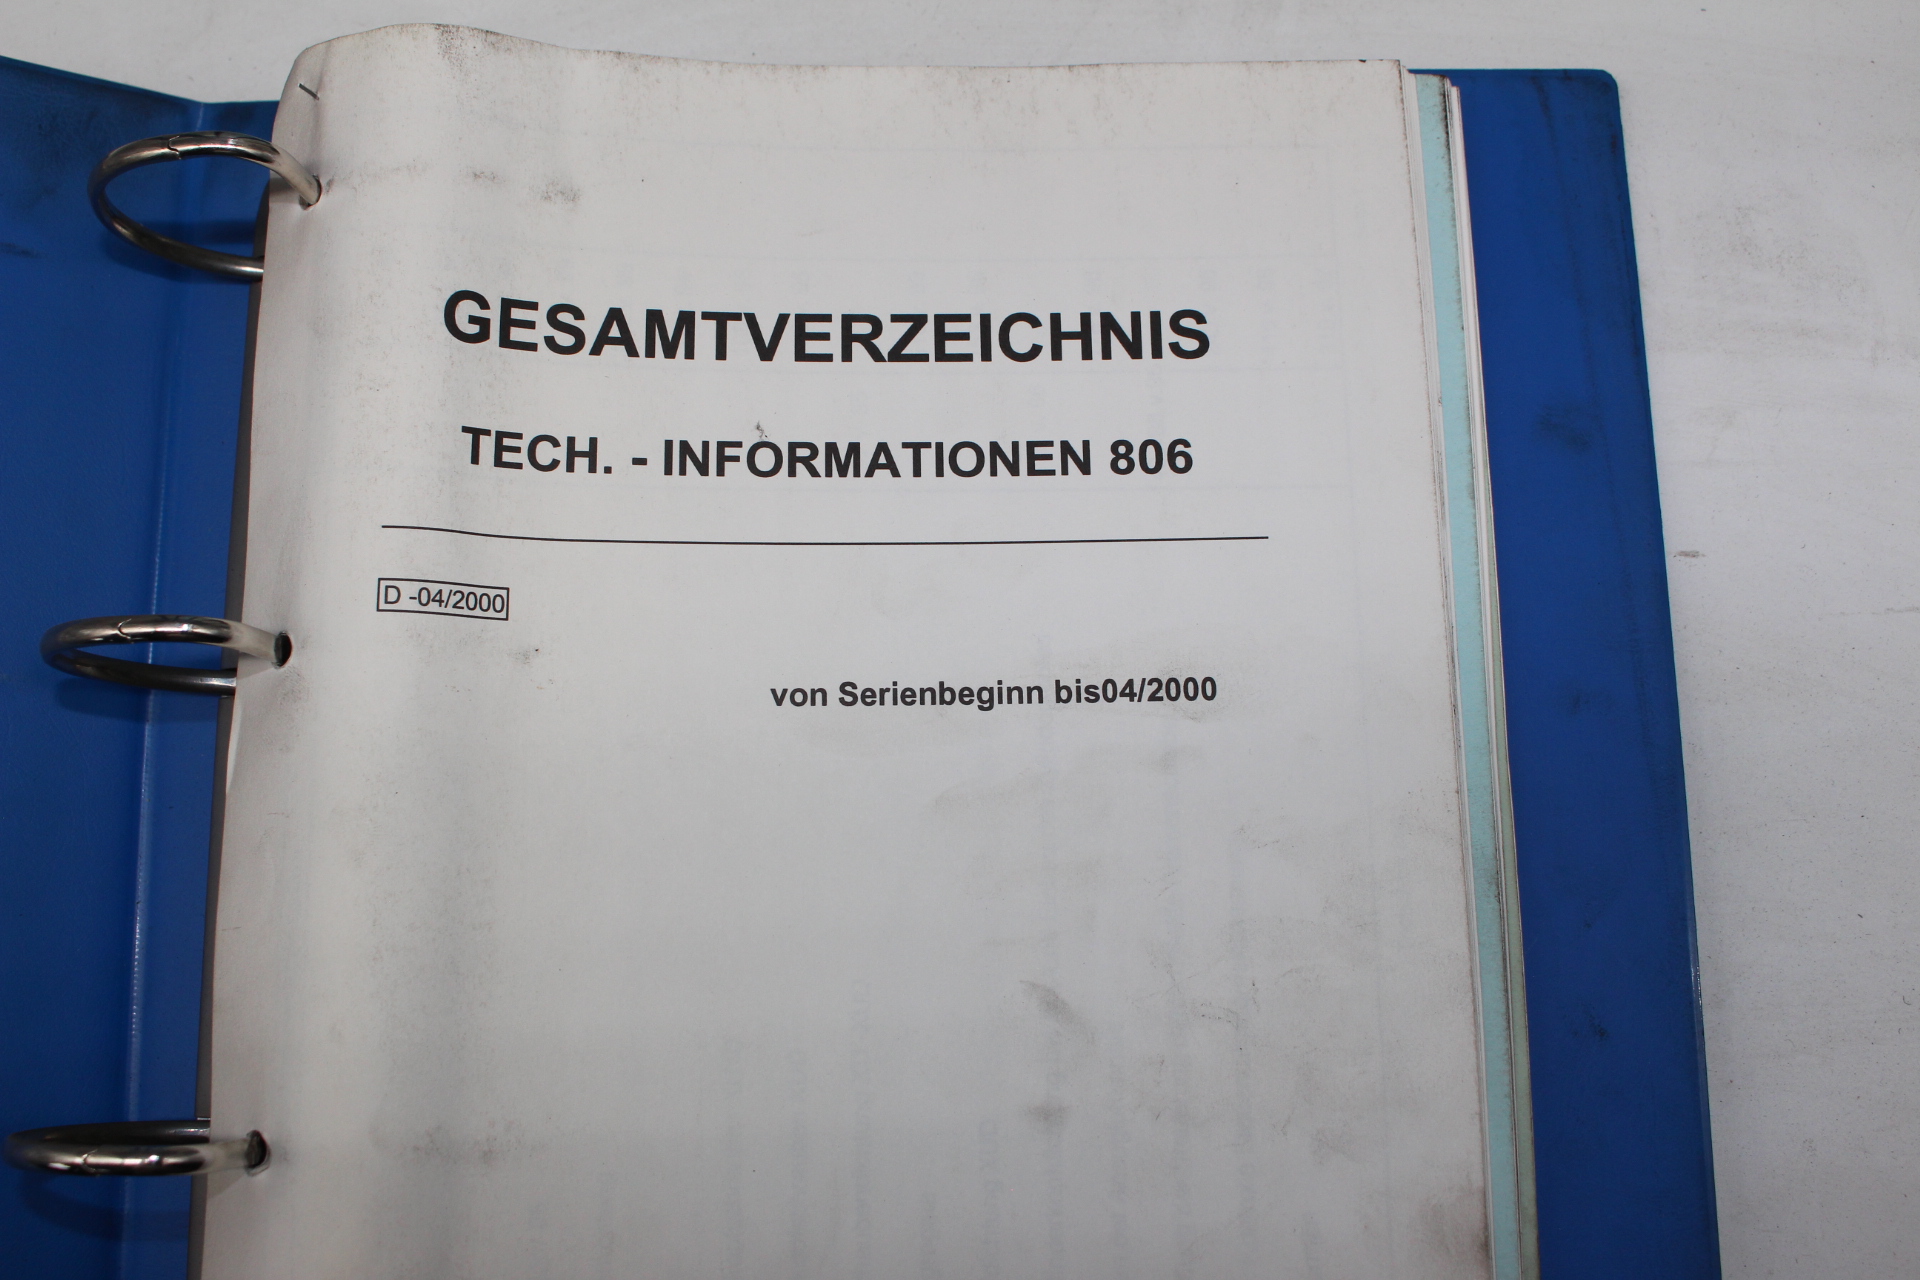 GESAMTVERZEICHNIS
TECH. - INFORMATIONEN 806
D -04/2000
von Serienbeginn bis04/2000